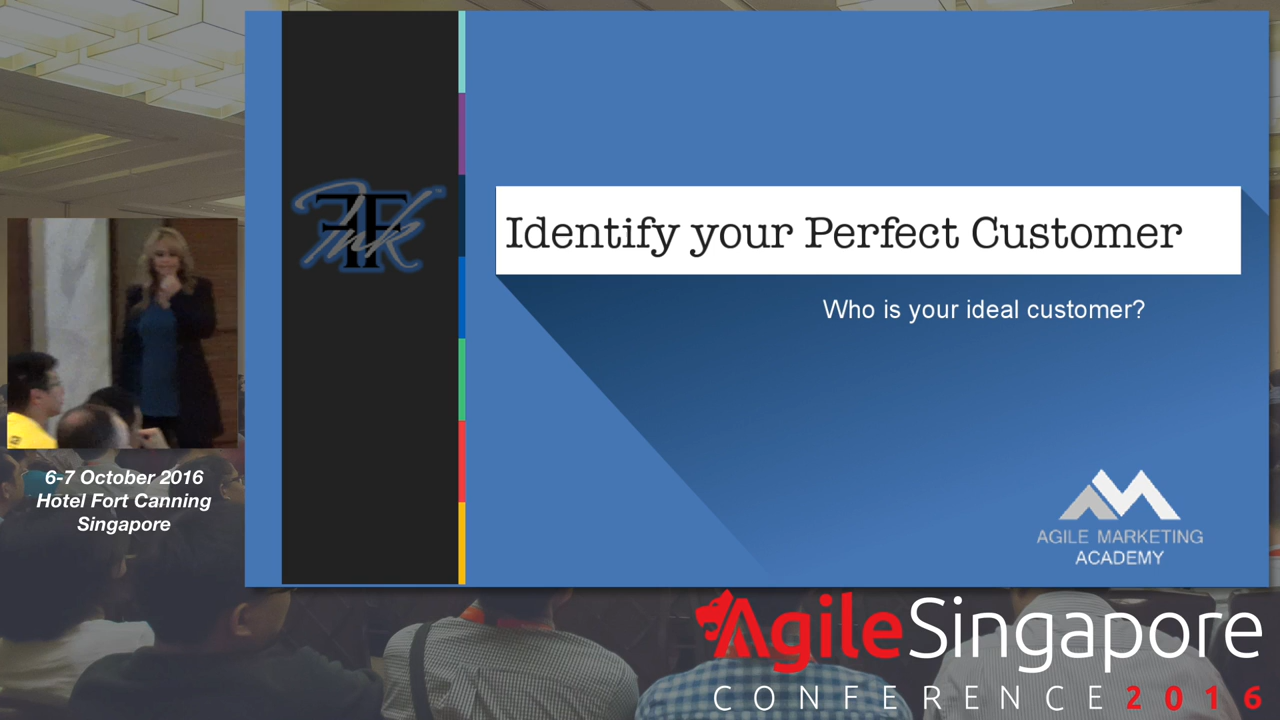 Identify your Perfect Customer
Who is your ideal customer?
AGILE MARKETING
ACADEMY
6-7 October 2016
Hotel Fort Canning
Singapore
AgileSingapore
CONFERENCE 2016